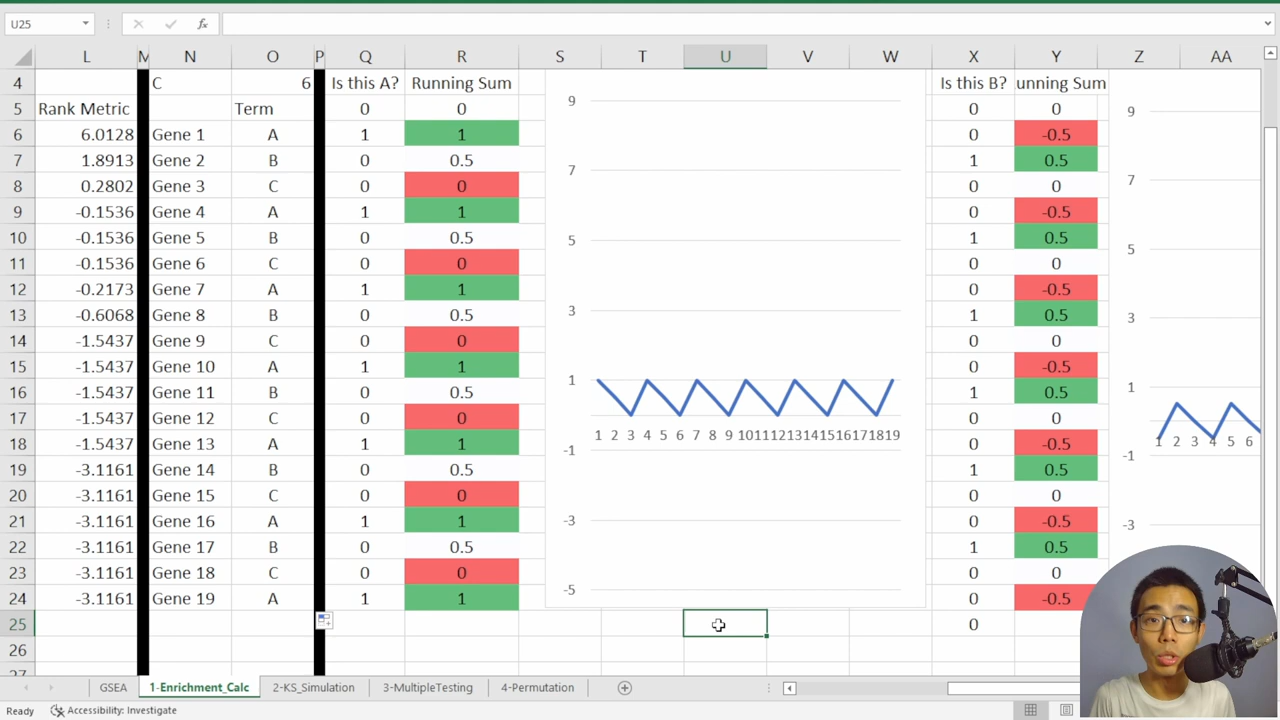 U25 fx
L M N O P Q R S T U V W X Y Z AA
4 C 6 Is this A? Running Sum 9 Is this B? unning Sum
5 Rank Metric Term 0 0 0 0 9
6 6.0128 Gene 1 A 1 1 0 -0.5
7 1.8913 Gene 2 B 0 0.5 7 1 0.5 7
8 0.2802 Gene 3 C 0 0 0 0
9 -0.1536 Gene 4 A 1 1 0 -0.5
10 -0.1536 Gene 5 B 0 0.5 5 1 0.5 5
11 -0.1536 Gene 6 C 0 0 0 0
12 -0.2173 Gene 7 A 1 1 0 -0.5
13 -0.6068 Gene 8 B 0 0.5 3 1 0.5 3
14 -1.5437 Gene 9 C 0 0 0 0
15 -1.5437 Gene 10 A 1 1 1 0 -0.5 1
16 -1.5437 Gene 11 B 0 0.5 1 0.5
17 -1.5437 Gene 12 C 0 0 0 0
1 2 3 4 5 6 7 8 9 10 11 12 13 14 15 16 17 18 19
18 -1.5437 Gene 13 A 1 1 -1 0 -0.5 1 2 3 4 5 6
19 -3.1161 Gene 14 B 0 0.5 1 0.5 -1
20 -3.1161 Gene 15 C 0 0 0 0
21 -3.1161 Gene 16 A 1 1 -3 0 -0.5 -3
22 -3.1161 Gene 17 B 0 0.5 1 0.5
23 -3.1161 Gene 18 C 0 0 0 0
24 -3.1161 Gene 19 A 1 1 -5 0 -0.5
25 0
26
GSEA 1-Enrichment_Calc 2-KS_Simulation 3-MultipleTesting 4-Permutation
Ready Accessibility: Investigate